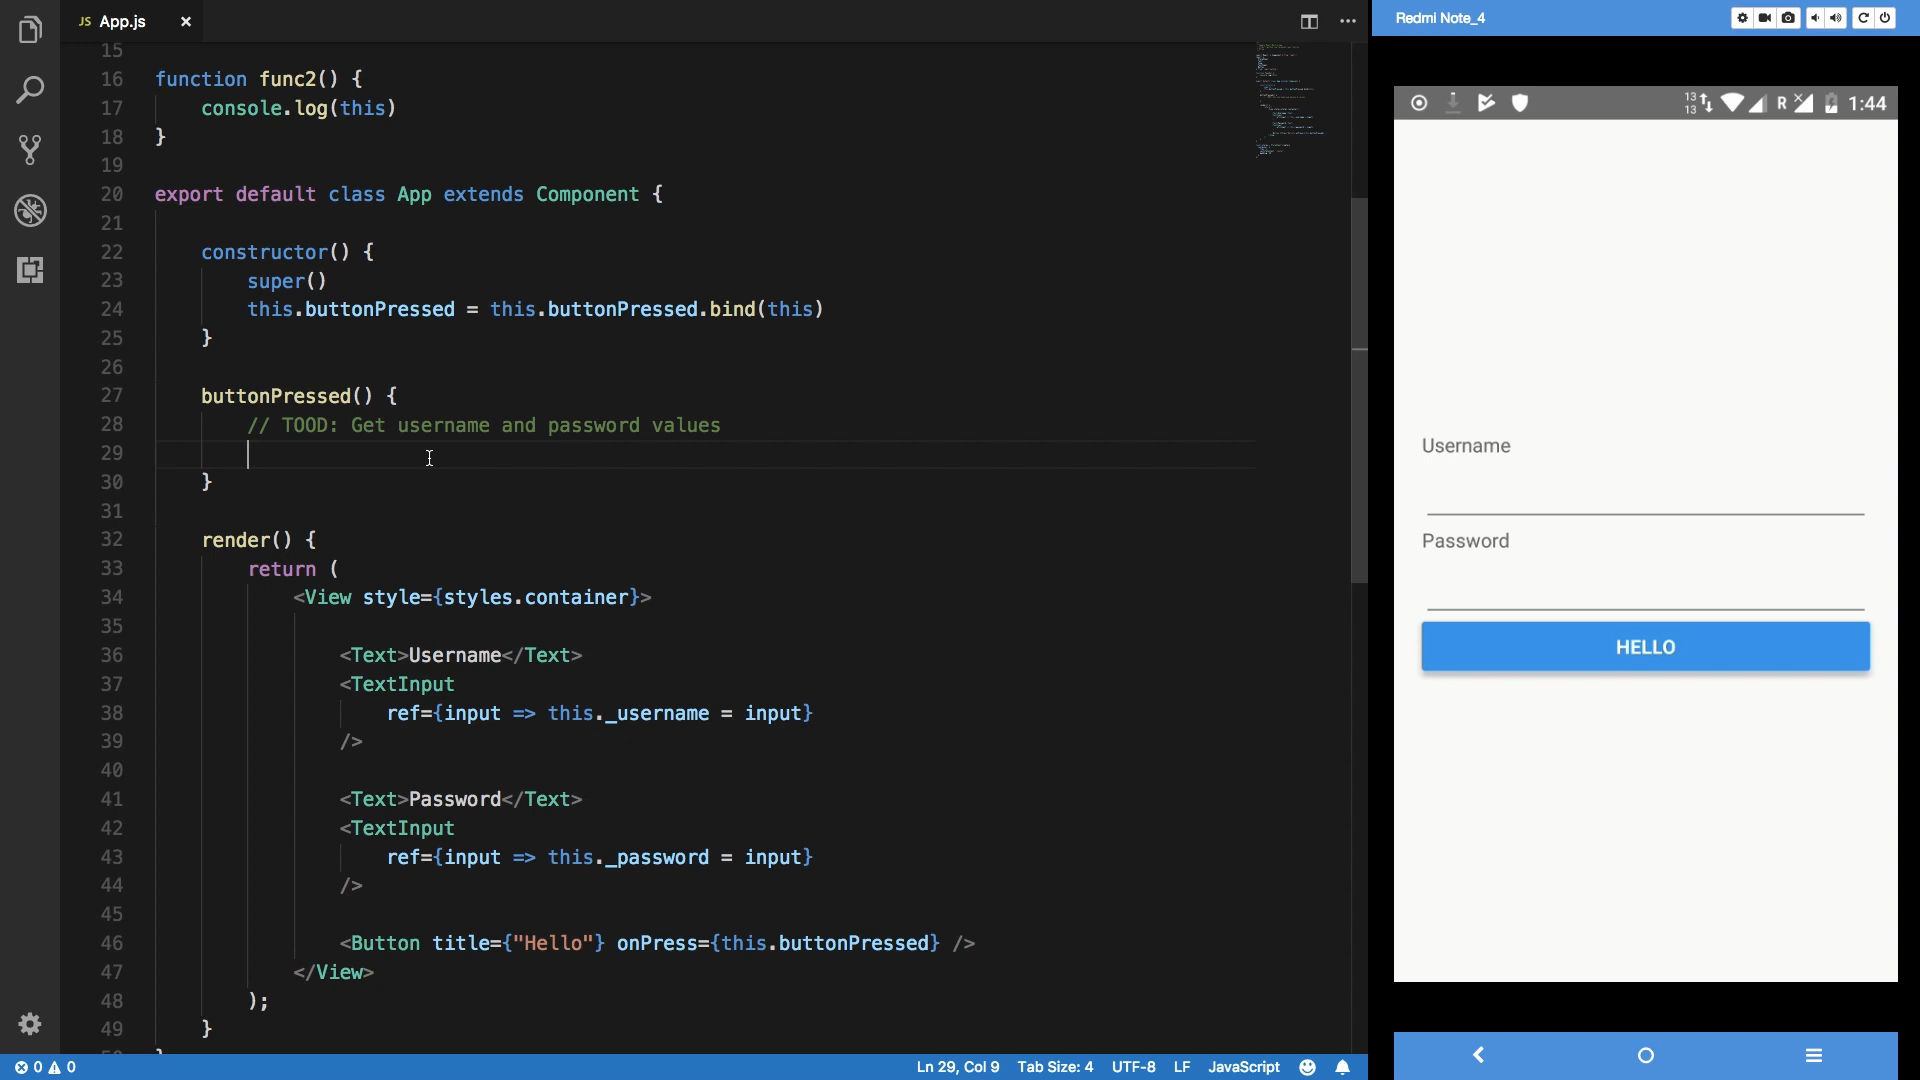 JS App.js ×
15
16 function func2() {
17 console.log(this)
18 }
19
20 export default class App extends Component {
21
22 constructor() {
23 super()
24 this.buttonPressed = this.buttonPressed.bind(this)
25 }
26
27 buttonPressed() {
28 // TOOD: Get username and password values
29
30 }
31
32 render() {
33 return (
34 <View style={styles.container}>
35
36 <Text>Username</Text>
37 <TextInput
38 ref={input => this._username = input}
39 />
40
41 <Text>Password</Text>
42 <TextInput
43 ref={input => this._password = input}
44 />
45
46 <Button title={"Hello"} onPress={this.buttonPressed} />
47 </View>
48 );
49 }
0 0 Ln 29, Col 9 Tab Size: 4 UTF-8 LF JavaScript
Redmi Note_4
13 13 R 1:44
Username
Password
HELLO